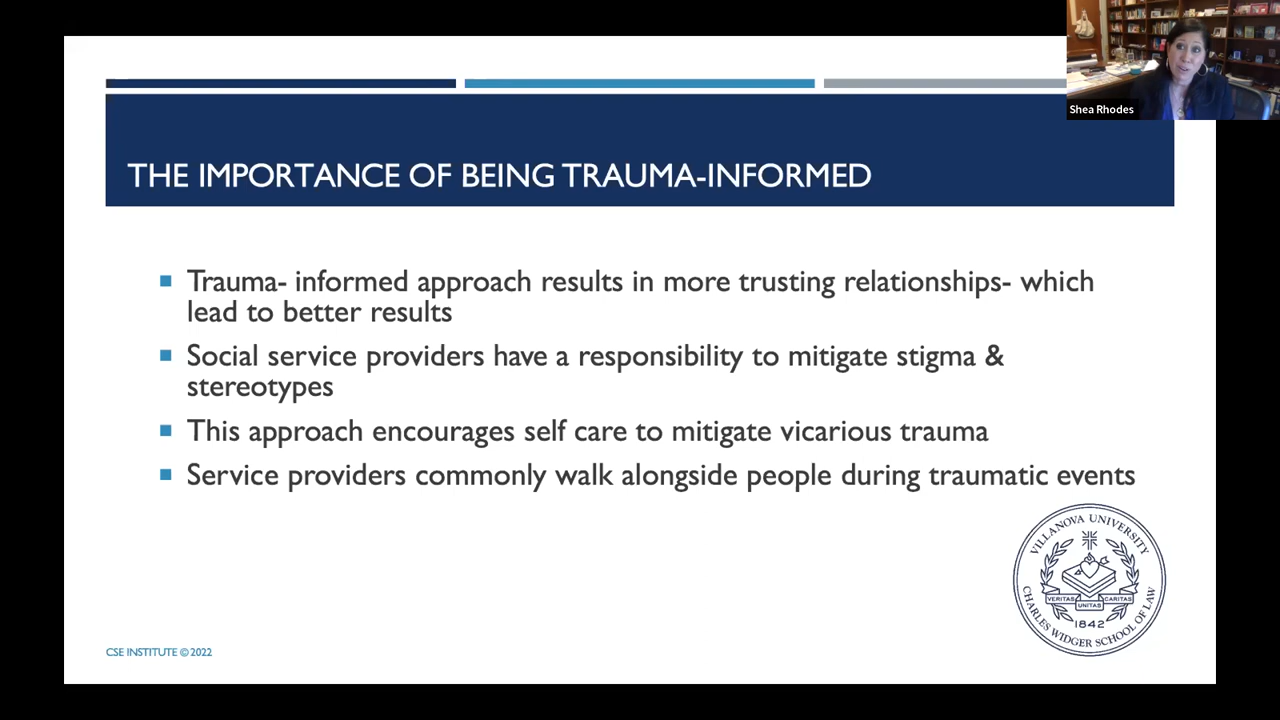 Shea Rhodes
THE IMPORTANCE OF BEING TRAUMA-INFORMED
Trauma- informed approach results in more trusting relationships- which
lead to better results
Social service providers have a responsibility to mitigate stigma &
stereotypes
This approach encourages self care to mitigate vicarious trauma
Service providers commonly walk alongside people during traumatic events
VILLANOVA UNIVERSITY
VERITAS
UNITAS
CARITAS
1842
CHARLES WIDGER SCHOOL OF LAW
CSE INSTITUTE © 2022